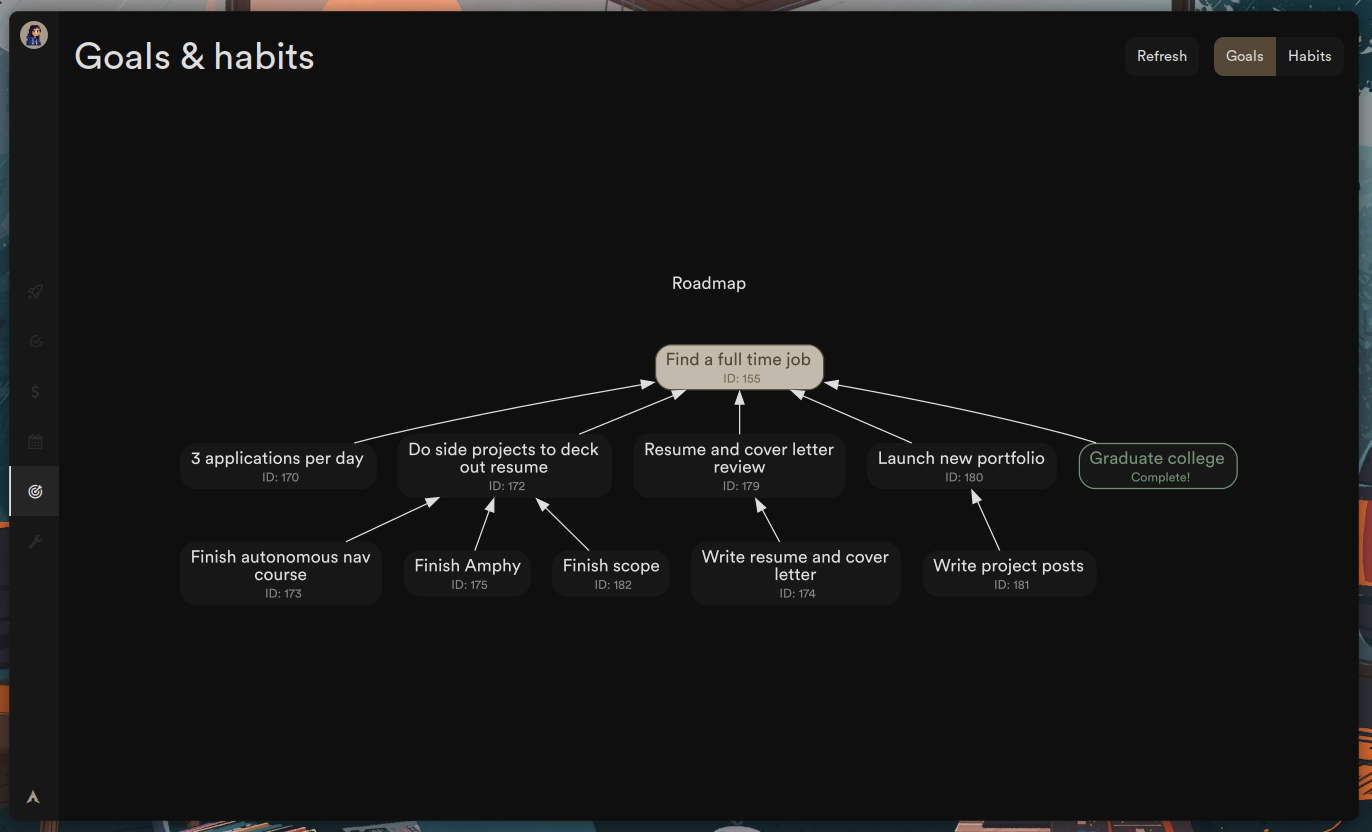 Goals & habits
Refresh
Goals
Habits
Roadmap
Find a full time job
ID: 155
3 applications per day
ID: 170
Do side projects to deck
out resume
ID: 172
Resume and cover letter
review
ID: 179
Launch new portfolio
ID: 180
Graduate college
Complete!
Finish autonomous nav
course
ID: 173
Finish Amphy
ID: 175
Finish scope
ID: 182
Write resume and cover
letter
ID: 174
Write project posts
ID: 181